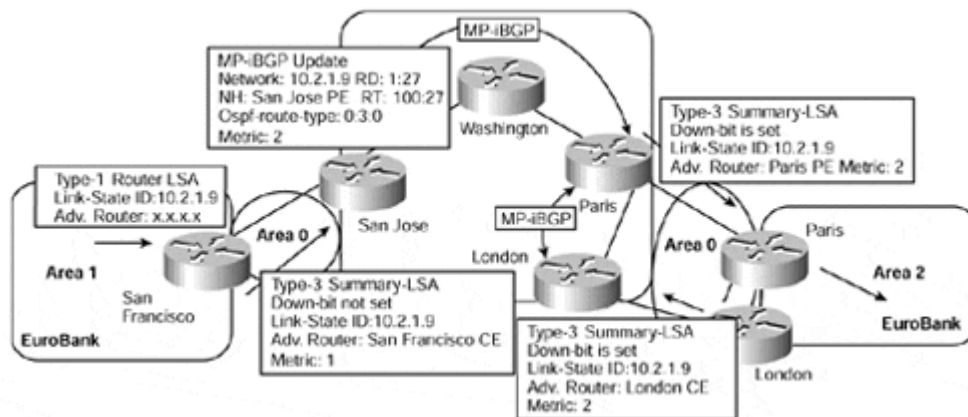 MP-iBGP
MP-iBGP Update
Network: 10.2.1.9 RD: 1:27
NH: San Jose PE RT: 100:27
Ospf-route-type: 0:3:0
Metric: 2
Washington
Type-3 Summary-LSA
Down-bit is set
Link-State ID:10.2.1.9
Adv. Router: Paris PE Metric: 2
Type-1 Router LSA
Link-State ID:10.2.1.9
Adv. Router: x.x.x.x
San Jose
Paris
MP-iBGP
Area 0
Area 1
San
Francisco
EuroBank
Type-3 Summary-LSA
Down-bit not set
Link-State ID:10.2.1.9
Adv. Router: San Francisco CE
Metric: 1
London
Area 0
Paris
Area 2
EuroBank
Type-3 Summary-LSA
Down-bit is set
Link-State ID:10.2.1.9
Adv. Router: London CE
Metric: 2
London